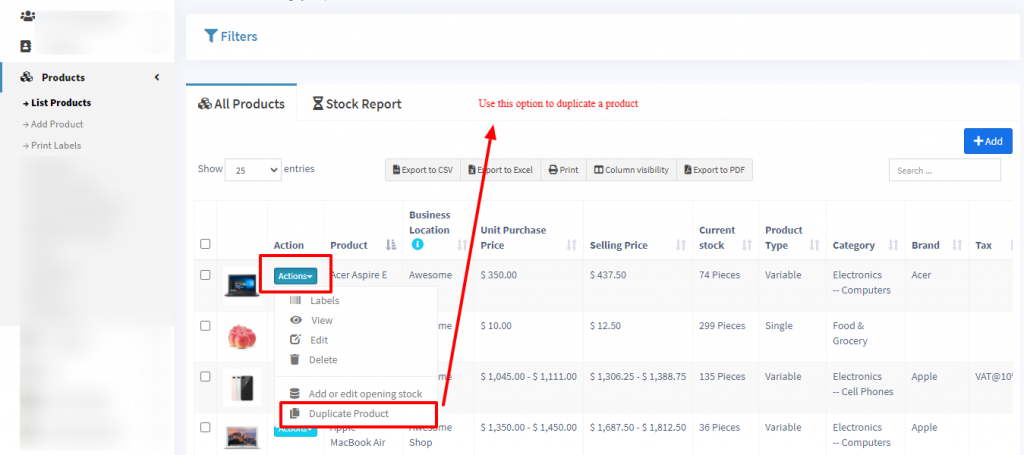 Filters
Products
List Products
Add Product
Print Labels
All Products
Stock Report
Use this option to duplicate a product
Add
Show 25 entries
Export to CSV
Export to Excel
Print
Column visibility
Export to PDF
Search ...
Action
Product
Business
Location
Unit Purchase
Price
Selling Price
Current
stock
Product
Type
Category
Brand
Tax
Actions
Acer Aspire E
Awesome
$ 350.00
$ 437.50
74 Pieces
Variable
Electronics
-- Computers
Acer
Labels
View
Edit
Delete
Add or edit opening stock
Duplicate Product
$ 10.00
$ 12.50
299 Pieces
Single
Food &
Grocery
$ 1,045.00 - $ 1,111.00
$ 1,306.25 - $ 1,388.75
135 Pieces
Variable
Electronics
-- Cell Phones
Apple
VAT@10%
Actions
Apple
MacBook Air
Awesome
Shop
$ 1,350.00 - $ 1,450.00
$ 1,687.50 - $ 1,812.50
36 Pieces
Variable
Electronics
-- Computers
Apple